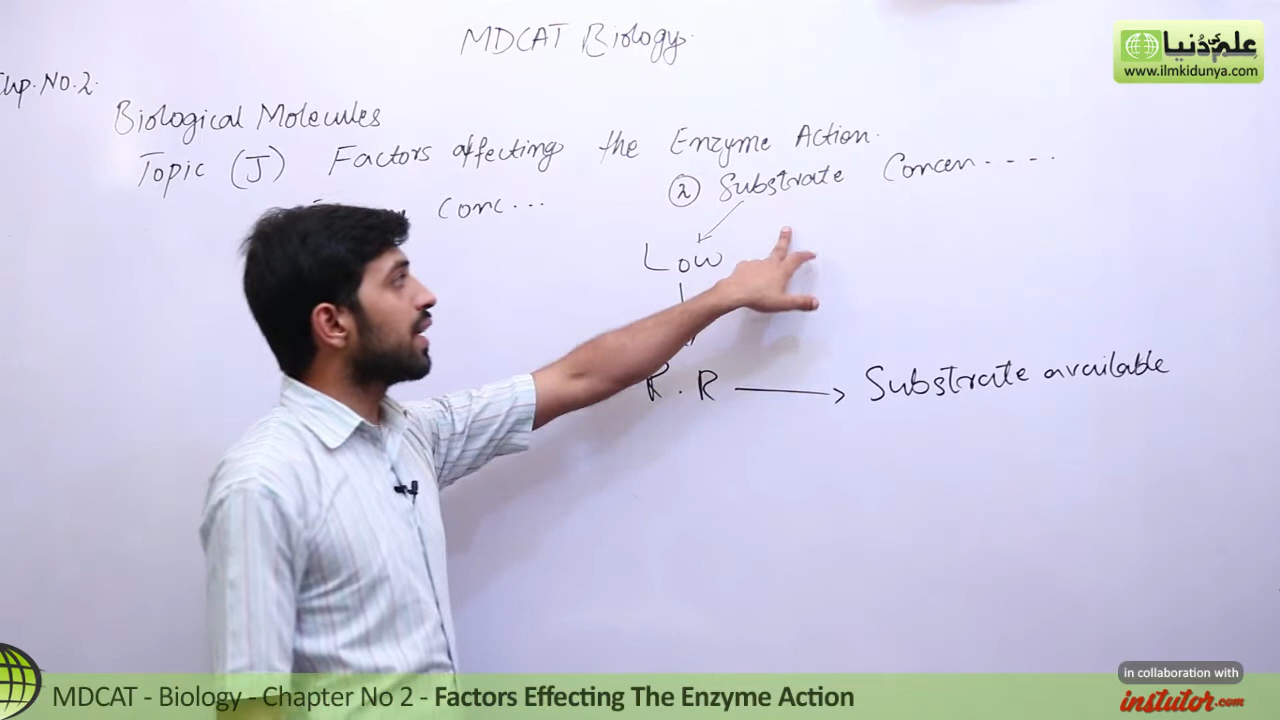 MDCAT Biology.
علم کی دنیا
www.ilmkidunya.com
Chp. No. 2.
Biological Molecules
Topic (J) Factors affecting the Enzyme Action.
conc...
② Substrate Concen----.
Low
R.R → Substrate available
in collaboration with
instutor.com
MDCAT - Biology - Chapter No 2 - Factors Effecting The Enzyme Action